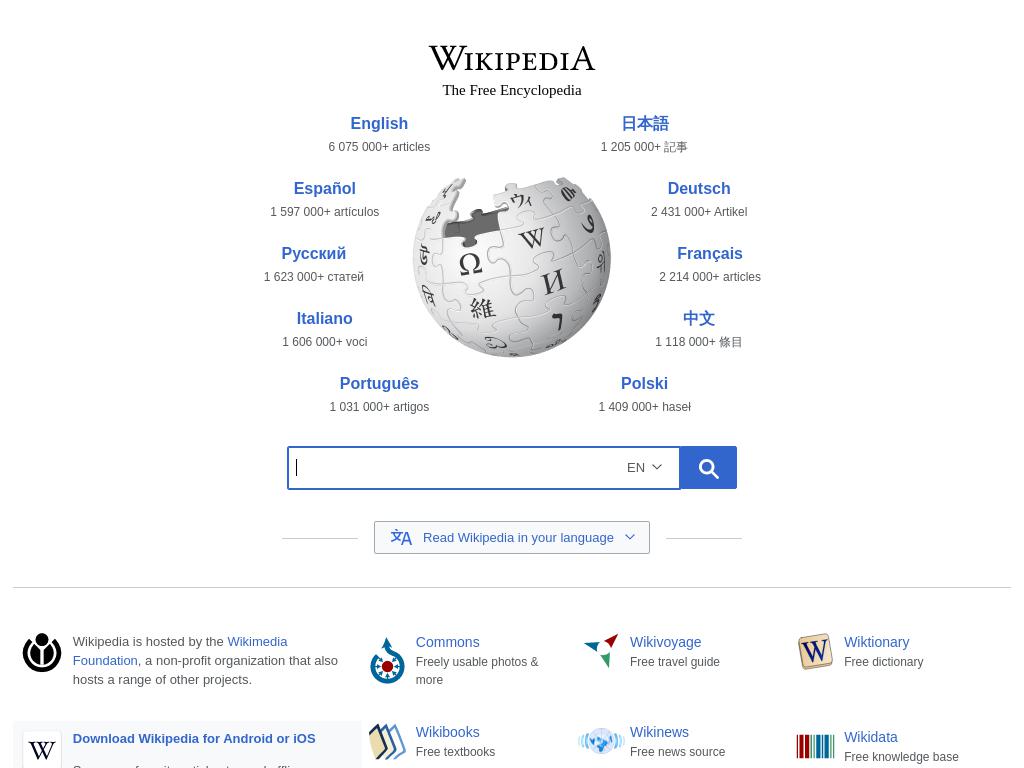 WIKIPEDIA
The Free Encyclopedia
English
6 075 000+ articles
日本語
1 205 000+ 記事
Español
1 597 000+ artículos
Deutsch
2 431 000+ Artikel
Русский
1 623 000+ статей
Français
2 214 000+ articles
Italiano
1 606 000+ voci
中文
1 118 000+ 條目
Português
1 031 000+ artigos
Polski
1 409 000+ haseł
ウィ
W
Ω
И
維
EN
文A Read Wikipedia in your language
Wikipedia is hosted by the Wikimedia
Foundation, a non-profit organization that also
hosts a range of other projects.
Commons
Freely usable photos &
more
Wikivoyage
Free travel guide
W
Wiktionary
Free dictionary
W
Download Wikipedia for Android or iOS
Wikibooks
Free textbooks
Wikinews
Free news source
Wikidata
Free knowledge base